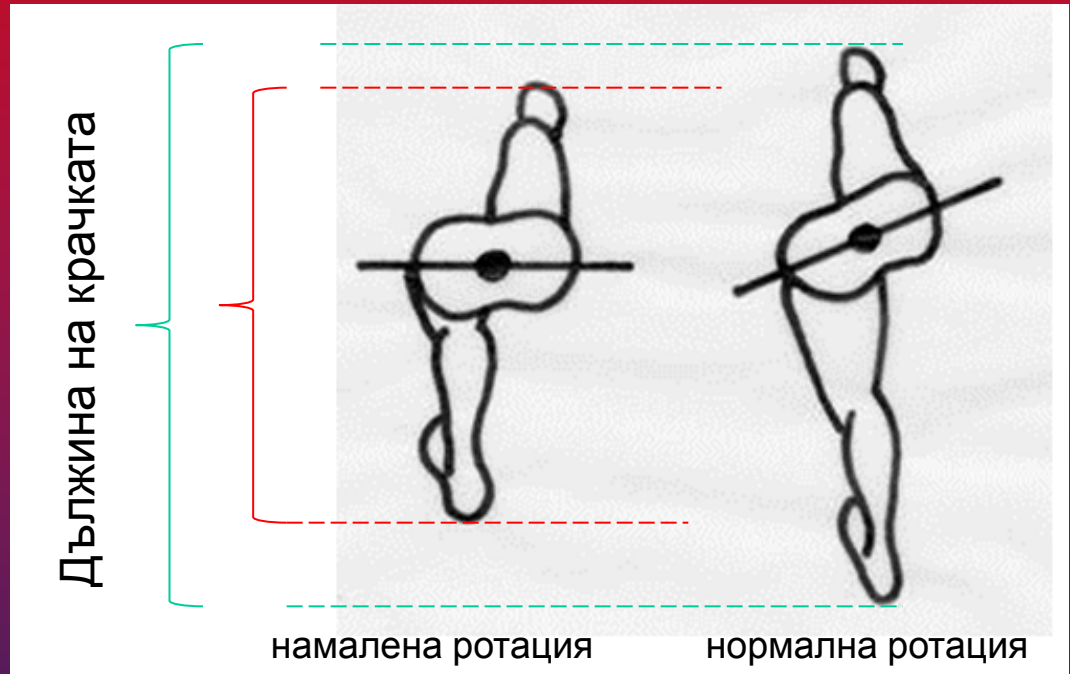 Дължина на крачката
намалена ротация
нормална ротация